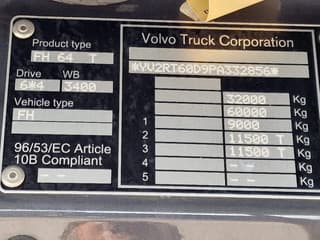 Product type
FH 64 T
Drive WB
6*4 3400
Vehicle type
FH
96/53/EC Article
10B Compliant
- -
Volvo Truck Corporation
*YV2RT60D9PA332856*
32000 Kg
60000 Kg
1 9000 Kg
2 11500 T Kg
3 11500 T Kg
4 - - Kg
5 - - Kg